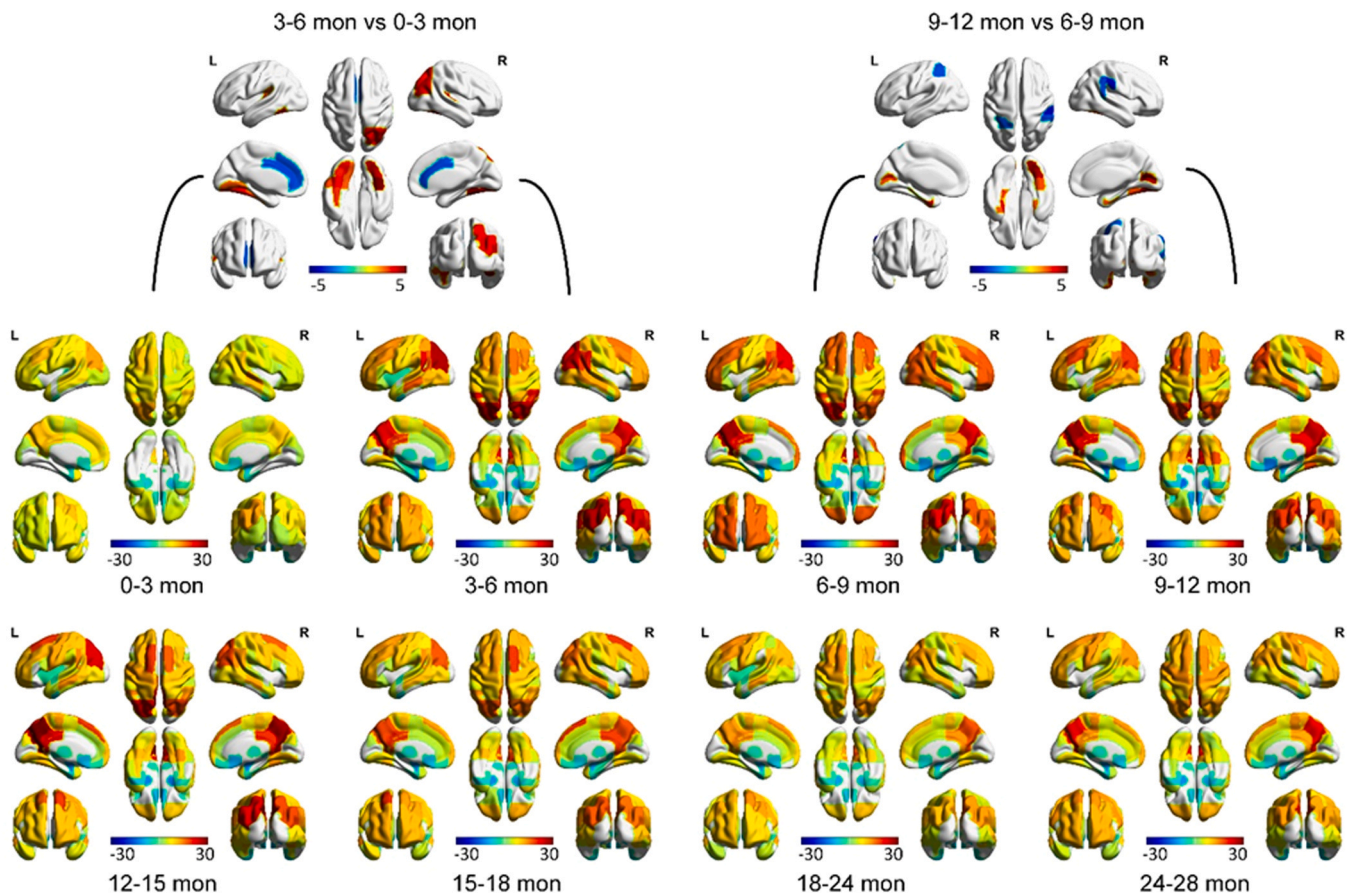 3-6 mon vs 0-3 mon
9-12 mon vs 6-9 mon
L R
L R
-5 5
-5 5
L R
L R
L R
L R
-30 30
-30 30
-30 30
-30 30
0-3 mon
3-6 mon
6-9 mon
9-12 mon
L R
L R
L R
L R
-30 30
-30 30
-30 30
-30 30
12-15 mon
15-18 mon
18-24 mon
24-28 mon